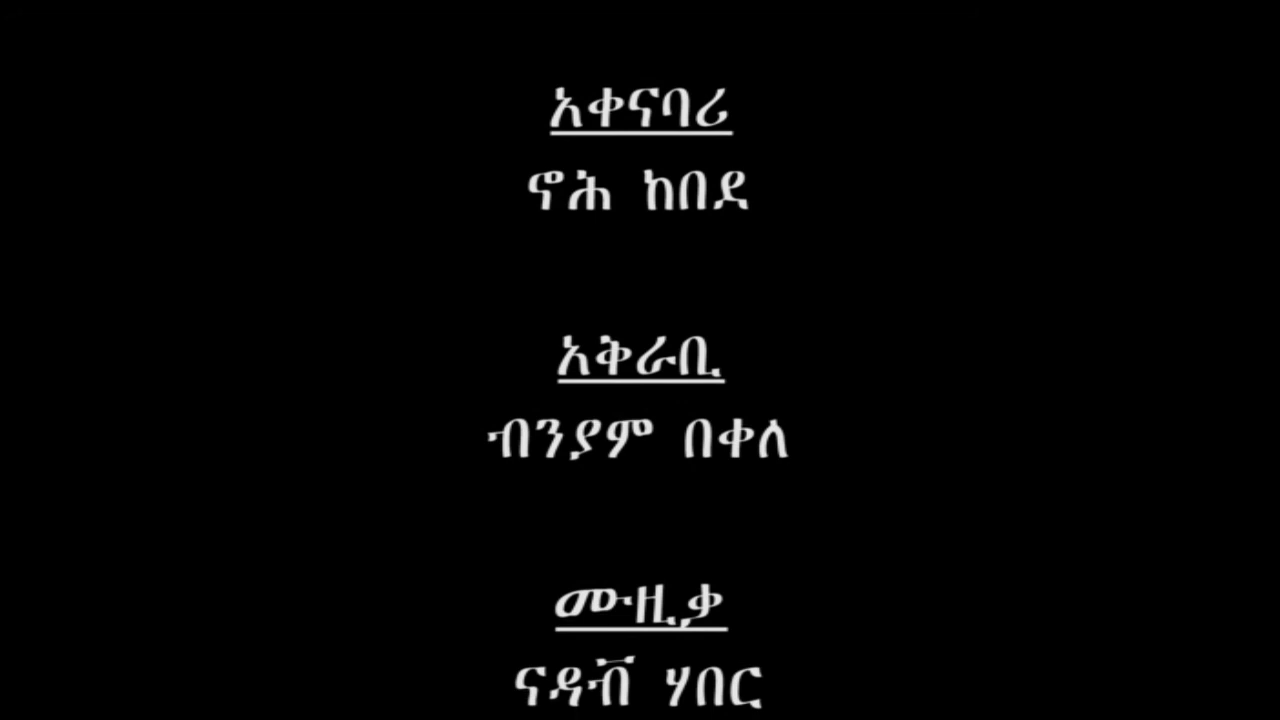 አቀናባሪ
ኖሕ ከበደ
አቅራቢ
ብንያም በቀለ
ሙዚቃ
ናዳቭ ሃበር